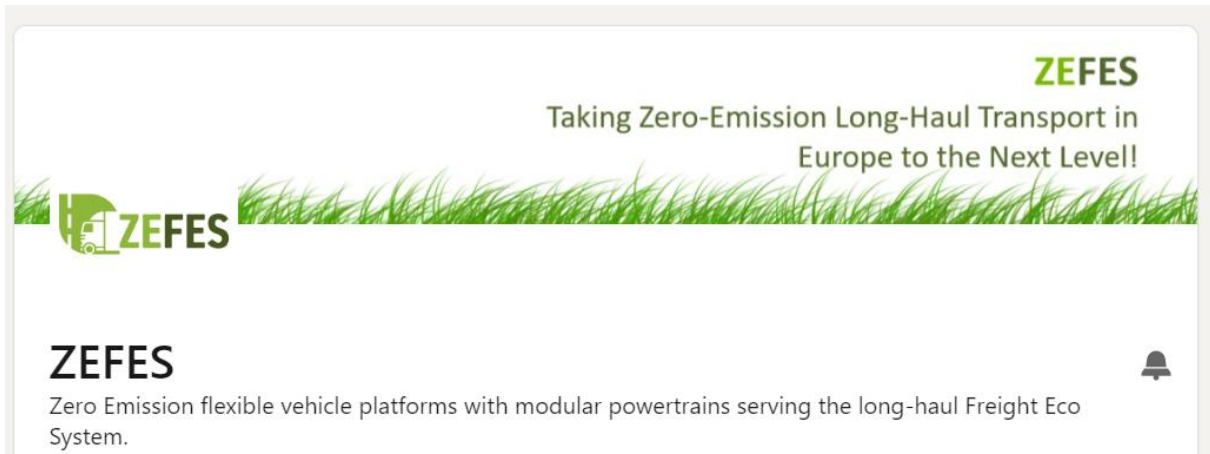 ZEFES
Taking Zero-Emission Long-Haul Transport in
Europe to the Next Level!
ZEFES
ZEFES
Zero Emission flexible vehicle platforms with modular powertrains serving the long-haul Freight Eco
System.